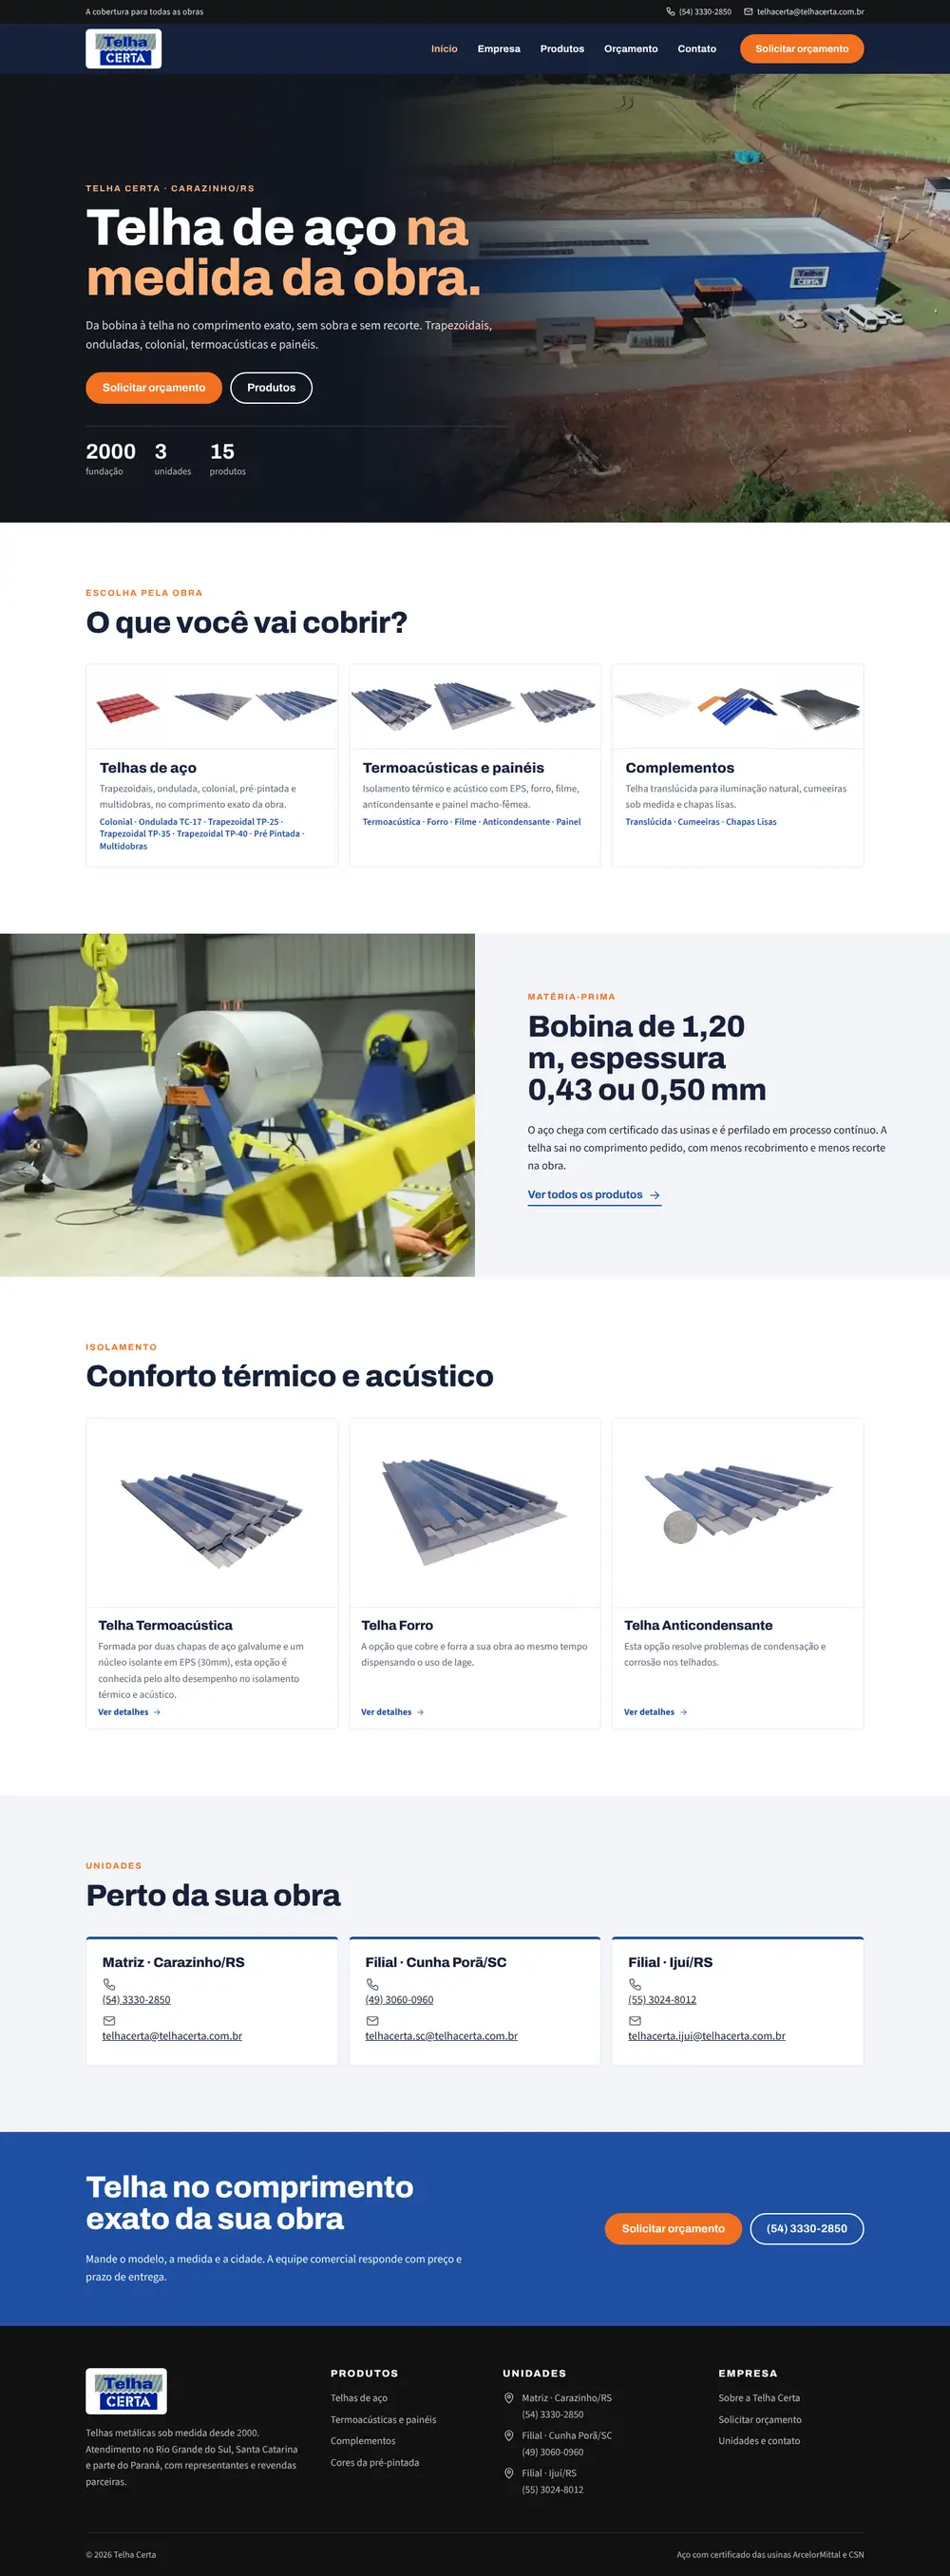 A cobertura para todas as obras
(54) 3330-2850
telhacerta@telhacerta.com.br
Telha
CERTA
Início
Empresa
Produtos
Orçamento
Contato
Solicitar orçamento
TELHA CERTA · CARAZINHO/RS
Telha de aço na
medida da obra.
Da bobina à telha no comprimento exato, sem sobra e sem recorte. Trapezoidais,
onduladas, colonial, termoacústicas e painéis.
Solicitar orçamento
Produtos
2000
fundação
3
unidades
15
produtos
Telha
CERTA
ESCOLHA PELA OBRA
O que você vai cobrir?
Telhas de aço
Trapezoidais, ondulada, colonial, pré-pintada e
multidobras, no comprimento exato da obra.
Colonial · Ondulada TC-17 · Trapezoidal TP-25 ·
Trapezoidal TP-35 · Trapezoidal TP-40 · Pré Pintada ·
Multidobras
Termoacústicas e painéis
Isolamento térmico e acústico com EPS, forro, filme,
anticondensante e painel macho-fêmea.
Termoacústica · Forro · Filme · Anticondensante · Painel
Complementos
Telha translúcida para iluminação natural, cumeeiras
sob medida e chapas lisas.
Translúcida · Cumeeiras · Chapas Lisas
MATÉRIA-PRIMA
Bobina de 1,20
m, espessura
0,43 ou 0,50 mm
O aço chega com certificado das usinas e é perfilado em processo contínuo. A
telha sai no comprimento pedido, com menos recobrimento e menos recorte
na obra.
Ver todos os produtos
ISOLAMENTO
Conforto térmico e acústico
Telha Termoacústica
Formada por duas chapas de aço galvalume e um
núcleo isolante em EPS (30mm), esta opção é
conhecida pelo alto desempenho no isolamento
térmico e acústico.
Ver detalhes
Telha Forro
A opção que cobre e forra a sua obra ao mesmo tempo
dispensando o uso de lage.
Ver detalhes
Telha Anticondensante
Esta opção resolve problemas de condensação e
corrosão nos telhados.
Ver detalhes
UNIDADES
Perto da sua obra
Matriz · Carazinho/RS
(54) 3330-2850
telhacerta@telhacerta.com.br
Filial · Cunha Porã/SC
(49) 3060-0960
telhacerta.sc@telhacerta.com.br
Filial · Ijuí/RS
(55) 3024-8012
telhacerta.ijui@telhacerta.com.br
Telha no comprimento
exato da sua obra
Mande o modelo, a medida e a cidade. A equipe comercial responde com preço e
prazo de entrega.
Solicitar orçamento
(54) 3330-2850
Telha
CERTA
Telhas metálicas sob medida desde 2000.
Atendimento no Rio Grande do Sul, Santa Catarina
e parte do Paraná, com representantes e revendas
parceiras.
PRODUTOS
Telhas de aço
Termoacústicas e painéis
Complementos
Cores da pré-pintada
UNIDADES
Matriz · Carazinho/RS
(54) 3330-2850
Filial · Cunha Porã/SC
(49) 3060-0960
Filial · Ijuí/RS
(55) 3024-8012
EMPRESA
Sobre a Telha Certa
Solicitar orçamento
Unidades e contato
© 2026 Telha Certa
Aço com certificado das usinas ArcelorMittal e CSN